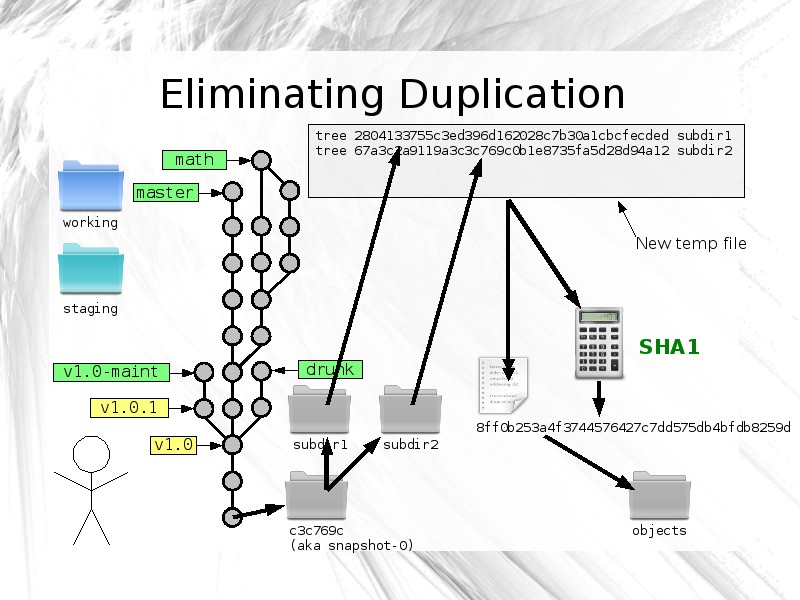 Eliminating Duplication
tree 2804133755c3ed396d162028c7b30a1cbcfecded subdir1
tree 67a3c2a9119a3c3c769c0b1e8735fa5d28d94a12 subdir2
math
master
working
New temp file
staging
SHA1
v1.0-maint
drunk
v1.0.1
8ff0b253a4f3744576427c7dd575db4bfdb8259d
v1.0
subdir1
subdir2
c3c769c
(aka snapshot-0)
objects